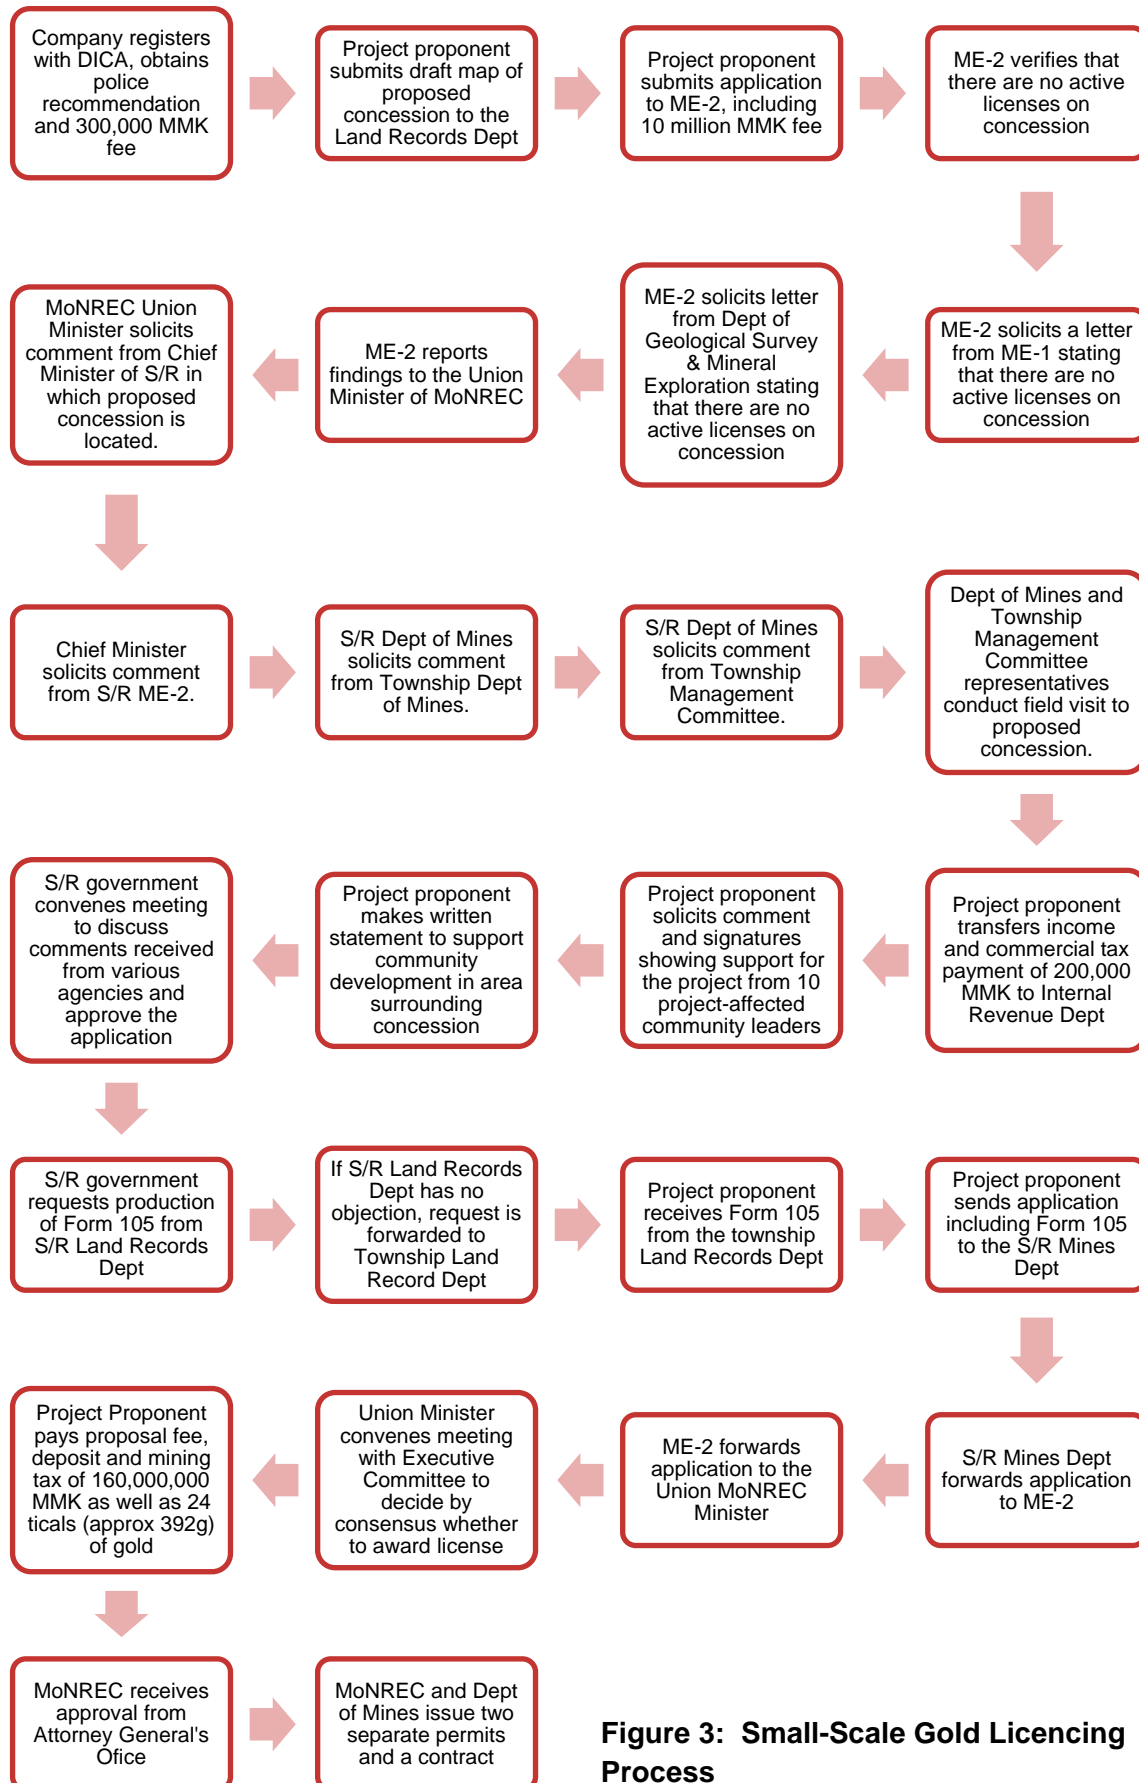 Company registers
with DICA, obtains
police
recommendation
and 300,000 MMK
fee
Project proponent
submits draft map of
proposed
concession to the
Land Records Dept
Project proponent
submits application
to ME-2, including
10 million MMK fee
ME-2 verifies that
there are no active
licenses on
concession
ME-2 solicits a letter
from ME-1 stating
that there are no
active licenses on
concession
ME-2 solicits letter
from Dept of
Geological Survey
& Mineral
Exploration stating
that there are no
active licenses on
concession
ME-2 reports
findings to the Union
Minister of MoNREC
MoNREC Union
Minister solicits
comment from Chief
Minister of S/R in
which proposed
concession is
located.
Chief Minister
solicits comment
from S/R ME-2.
S/R Dept of Mines
solicits comment
from Township Dept
of Mines.
S/R Dept of Mines
solicits comment
from Township
Management
Committee.
Dept of Mines and
Township
Management
Committee
representatives
conduct field visit to
proposed
concession.
Project proponent
transfers income
and commercial tax
payment of 200,000
MMK to Internal
Revenue Dept
Project proponent
solicits comment
and signatures
showing support for
the project from 10
project-affected
community leaders
Project proponent
makes written
statement to support
community
development in area
surrounding
concession
S/R government
convenes meeting
to discuss
comments received
from various
agencies and
approve the
application
S/R government
requests production
of Form 105 from
S/R Land Records
Dept
If S/R Land Records
Dept has no
objection, request is
forwarded to
Township Land
Record Dept
Project proponent
receives Form 105
from the township
Land Records Dept
Project proponent
sends application
including Form 105
to the S/R Mines
Dept
S/R Mines Dept
forwards application
to ME-2
ME-2 forwards
application to the
Union MoNREC
Minister
Union Minister
convenes meeting
with Executive
Committee to
decide by
consensus whether
to award license
Project Proponent
pays proposal fee,
deposit and mining
tax of 160,000,000
MMK as well as 24
ticals (approx 392g)
of gold
MoNREC receives
approval from
Attorney General's
Ofice
MoNREC and Dept
of Mines issue two
separate permits
and a contract
Figure 3:  Small-Scale Gold Licencing
Process